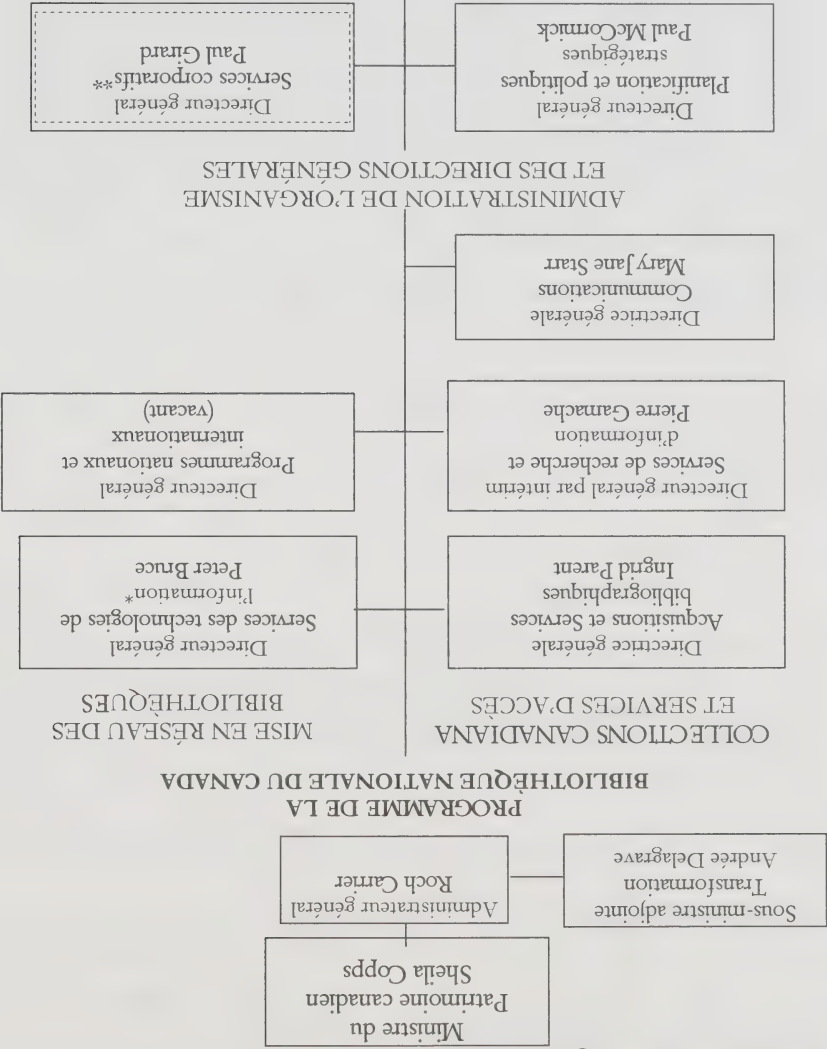 Ministre du
Patrimoine canadien
Sheila Copps
Sous-ministre adjointe
Transformation
Andrée Delagrave
Administrateur général
Roch Carrier
PROGRAMME DE LA
BIBLIOTHÈQUE NATIONALE DU CANADA
COLLECTIONS CANADIANA
ET SERVICES D'ACCÈS
MISE EN RÉSEAU DES
BIBLIOTHÈQUES
Directrice générale
Acquisitions et Services
bibliographiques
Ingrid Parent
Directeur général
Services des technologies de
l'information*
Peter Bruce
Directeur général par intérim
Services de recherche et
d'information
Pierre Gamache
Directeur général
Programmes nationaux et
internationaux
(vacant)
Directrice générale
Communications
Mary Jane Starr
ADMINISTRATION DE L'ORGANISME
ET DES DIRECTIONS GÉNÉRALES
Directeur général
Planification et politiques
stratégiques
Paul McCormick
Directeur général
Services corporatifs**
Paul Girard